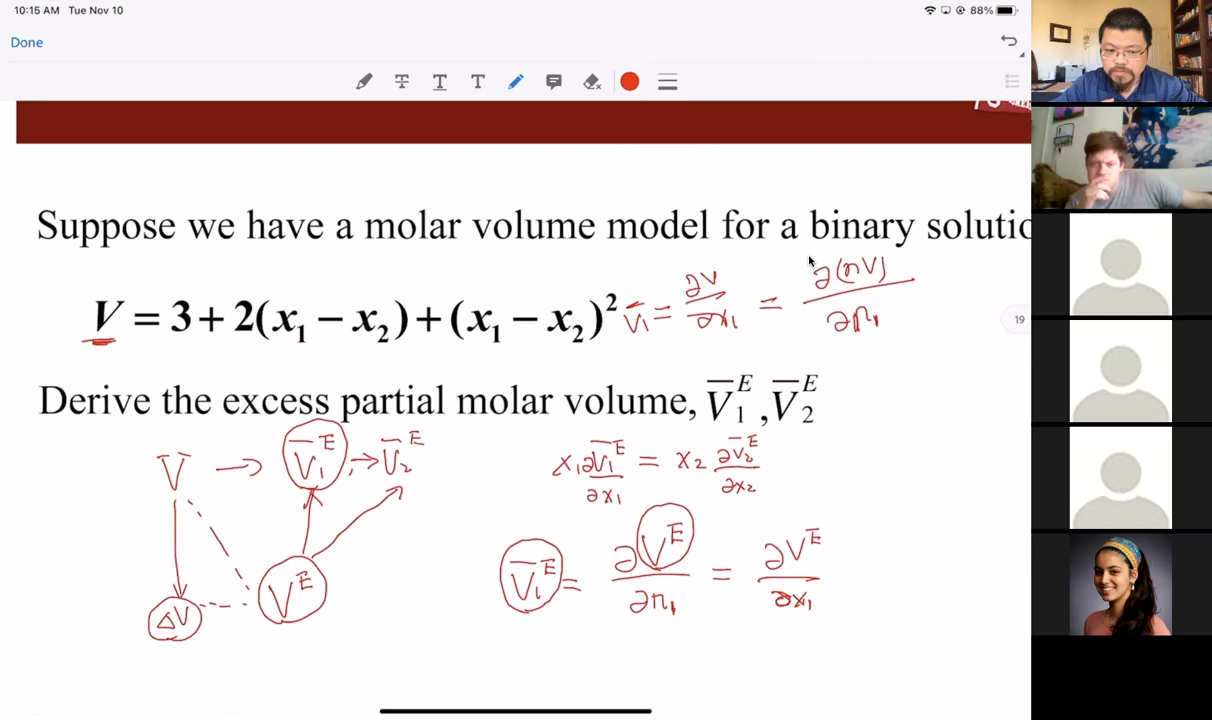 10:15 AM Tue Nov 10
88%
Done
Suppose we have a molar volume model for a binary solutio
V = 3 + 2(x₁ − x₂) + (x₁ − x₂)² V̄₁ = ∂V/∂x₁ = ∂(nV)/∂n₁
19
Derive the excess partial molar volume, V̄₁ᴱ, V̄₂ᴱ
V → V̄₁ᴱ, → V̄₂ᴱ
x₁ ∂V̄₁ᴱ/∂x₁ = x₂ ∂V̄₂ᴱ/∂x₂
V̄₁ᴱ = ∂Vᴱ/∂n₁ = ∂Vᴱ/∂x₁
ΔV Vᴱ